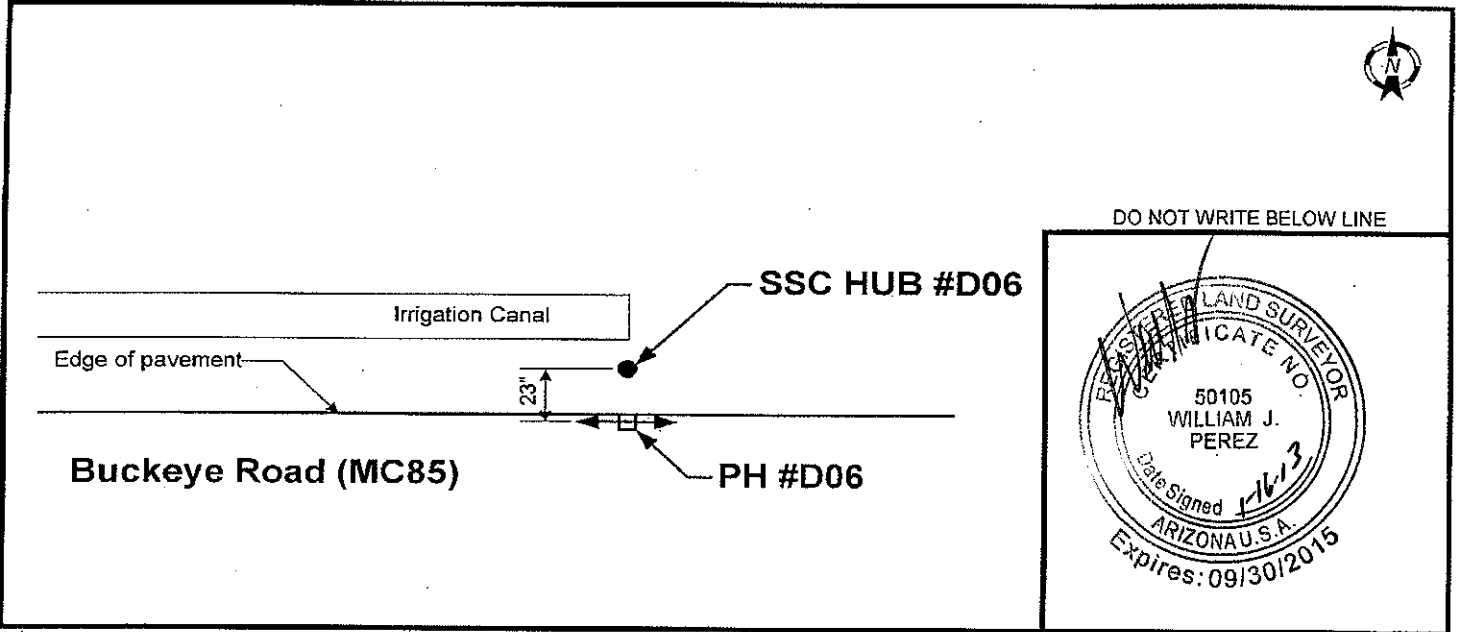 N
DO NOT WRITE BELOW LINE
SSC HUB #D06
Irrigation Canal
Edge of pavement
23"
Buckeye Road (MC85)
PH #D06
REGISTERED LAND SURVEYOR
CERTIFICATE NO.
50105
WILLIAM J.
PEREZ
Date Signed 1-16-13
ARIZONA U.S.A.
Expires: 09/30/2015